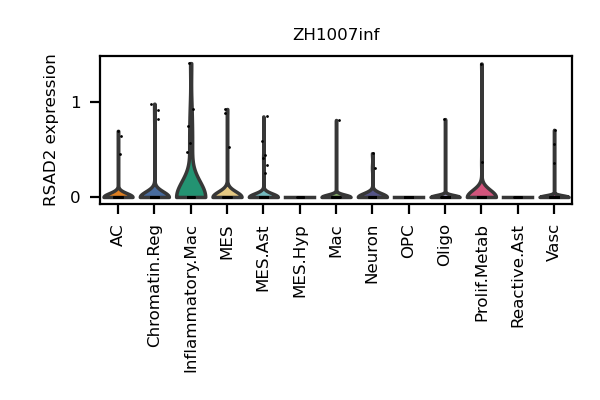 ZH1007inf
RSAD2 expression
1
0
AC
Chromatin.Reg
Inflammatory.Mac
MES
MES.Ast
MES.Hyp
Mac
Neuron
OPC
Oligo
Prolif.Metab
Reactive.Ast
Vasc